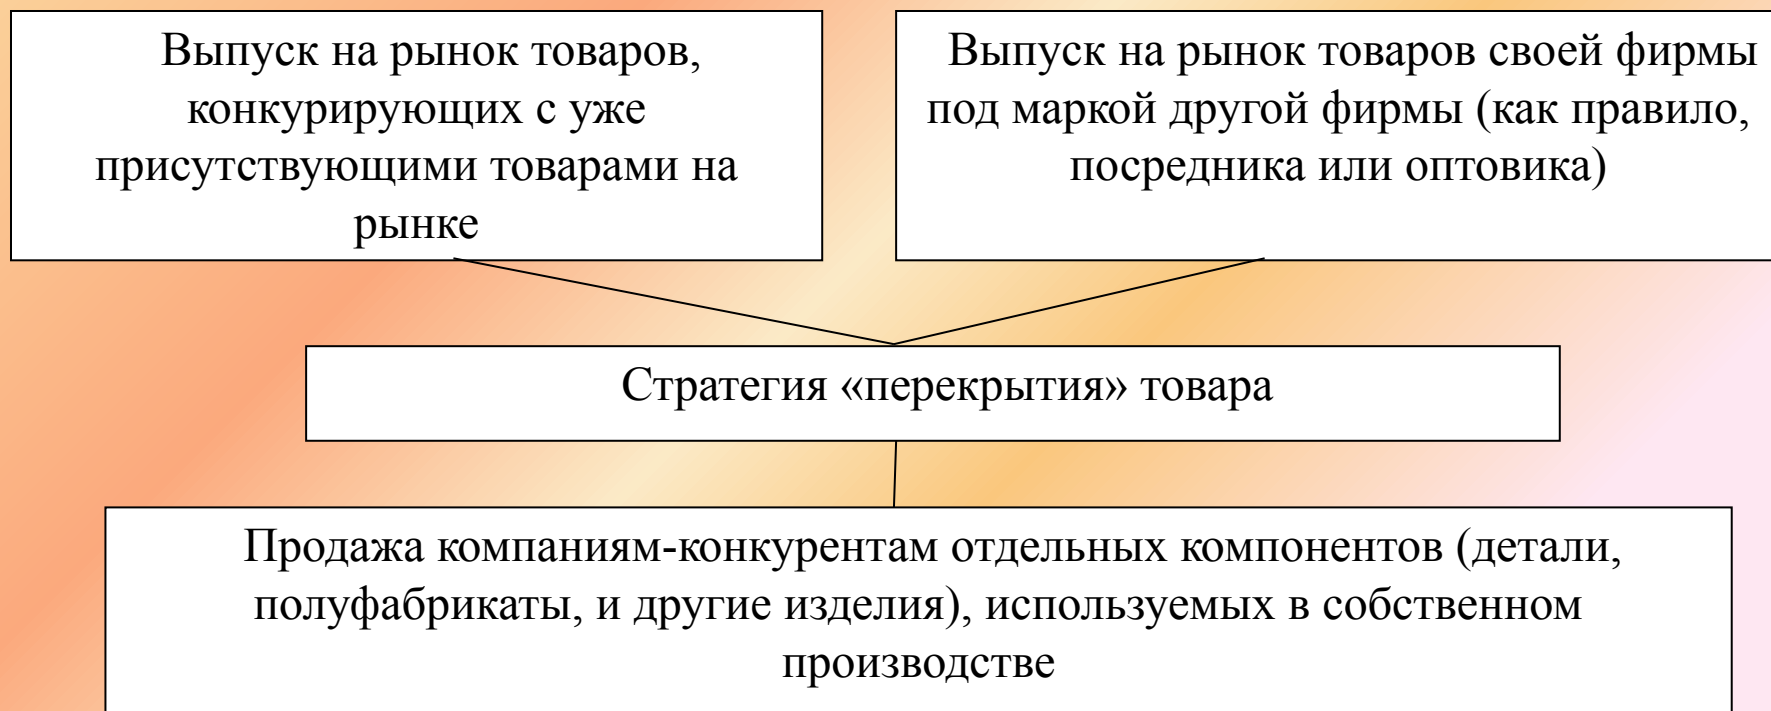 Выпуск на рынок товаров,
конкурирующих с уже
присутствующими товарами на
рынке
Выпуск на рынок товаров своей фирмы
под маркой другой фирмы (как правило,
посредника или оптовика)
Стратегия «перекрытия» товара
Продажа компаниям-конкурентам отдельных компонентов (детали,
полуфабрикаты, и другие изделия), используемых в собственном
производстве